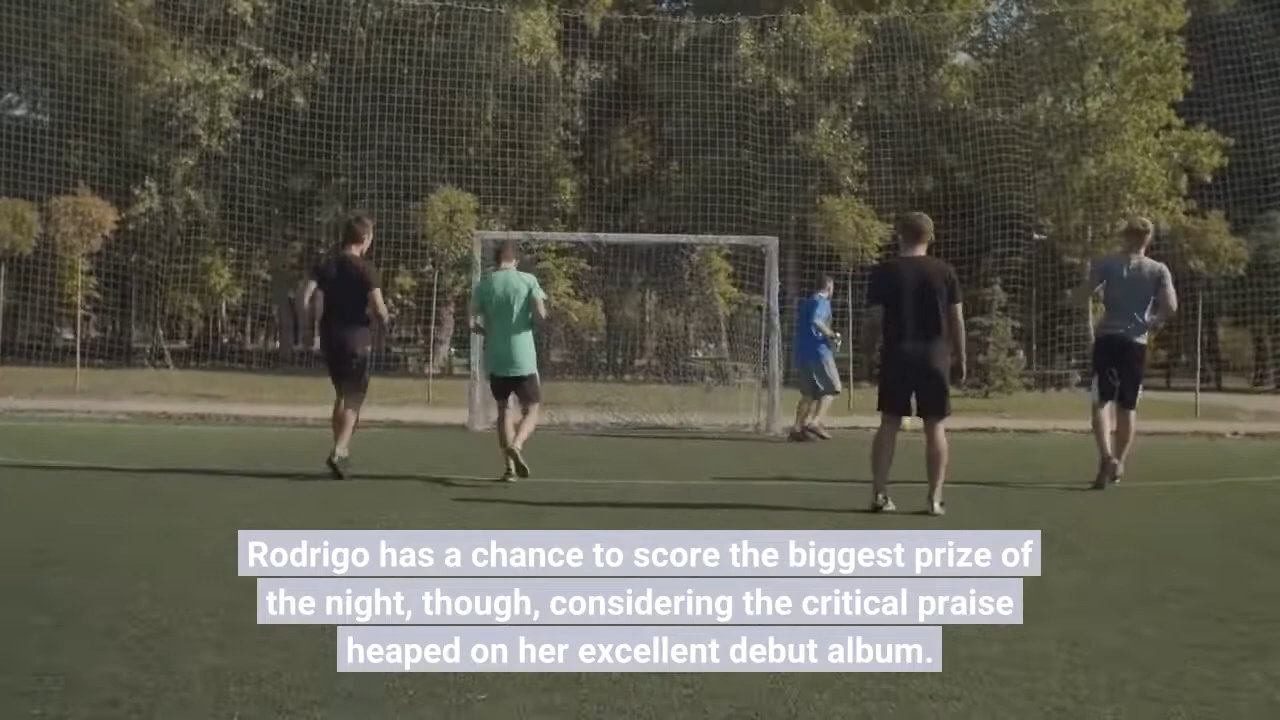 Rodrigo has a chance to score the biggest prize of
the night, though, considering the critical praise
heaped on her excellent debut album.